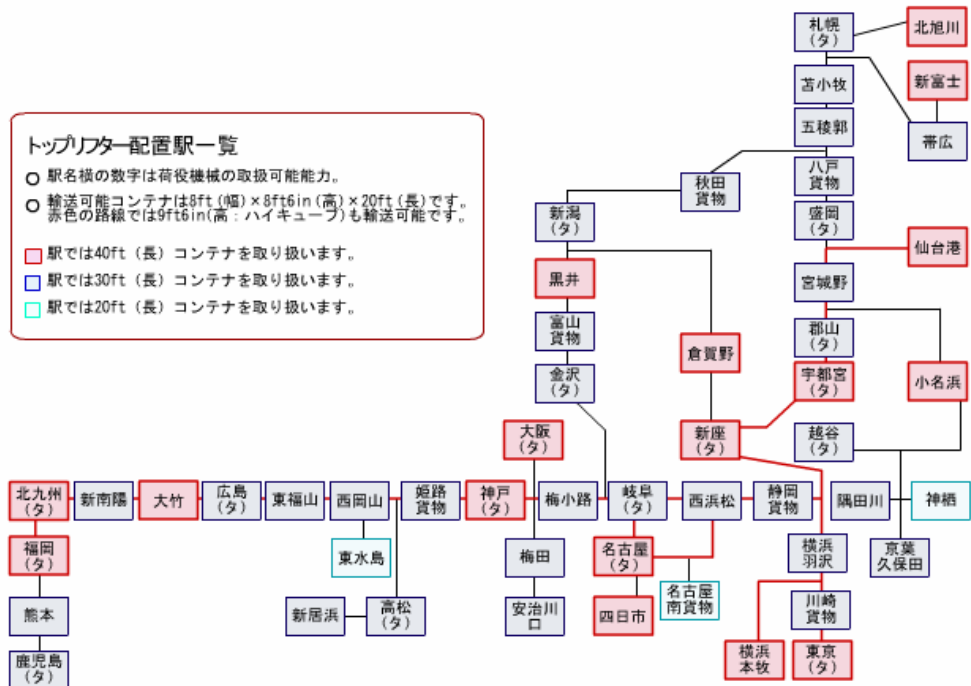 札幌
(タ)
北旭川
苫小牧
新富士
五稜郭
帯広
トップリフター配置駅一覧
駅名横の数字は荷役機械の取扱可能能力。
輸送可能コンテナは8ft(幅)×8ft6in(高)×20ft(長)です。
赤色の路線では9ft6in(高：ハイキューブ)も輸送可能です。
駅では40ft（長）コンテナを取り扱います。
駅では30ft（長）コンテナを取り扱います。
駅では20ft（長）コンテナを取り扱います。
八戸
貨物
秋田
貨物
新潟
(タ)
盛岡
(タ)
仙台港
黒井
宮城野
富山
貨物
郡山
(タ)
倉賀野
金沢
(タ)
宇都宮
(タ)
小名浜
大阪
(タ)
新座
(タ)
越谷
(タ)
北九州
(タ)
新南陽
大竹
広島
(タ)
東福山
西岡山
姫路
貨物
神戸
(タ)
梅小路
岐阜
(タ)
西浜松
静岡
貨物
隅田川
神栖
福岡
(タ)
東水島
梅田
名古屋
(タ)
横浜
羽沢
京葉
久保田
熊本
新居浜
高松
(タ)
安治川
口
四日市
名古屋
南貨物
川崎
貨物
鹿児島
(タ)
横浜
本牧
東京
(タ)